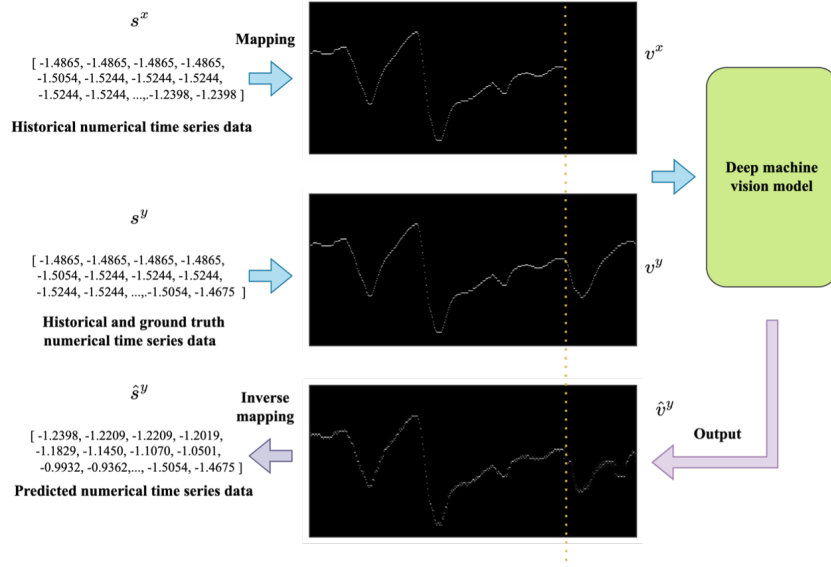 s^x
Mapping
[ -1.4865, -1.4865, -1.4865, -1.4865,
-1.5054, -1.5244, -1.5244, -1.5244,
-1.5244, -1.5244, ...,.-1.2398, -1.2398 ]
Historical numerical time series data
v^x
Deep machine
vision model
s^y
[ -1.4865, -1.4865, -1.4865, -1.4865,
-1.5054, -1.5244, -1.5244, -1.5244,
-1.5244, -1.5244, ...,.-1.5054, -1.4675 ]
Historical and ground truth
numerical time series data
v^y
ŝ^y
Inverse
mapping
[ -1.2398, -1.2209, -1.2209, -1.2019,
-1.1829, -1.1450, -1.1070, -1.0501,
-0.9932, -0.9362,..., -1.5054, -1.4675 ]
Predicted numerical time series data
v̂^y
Output